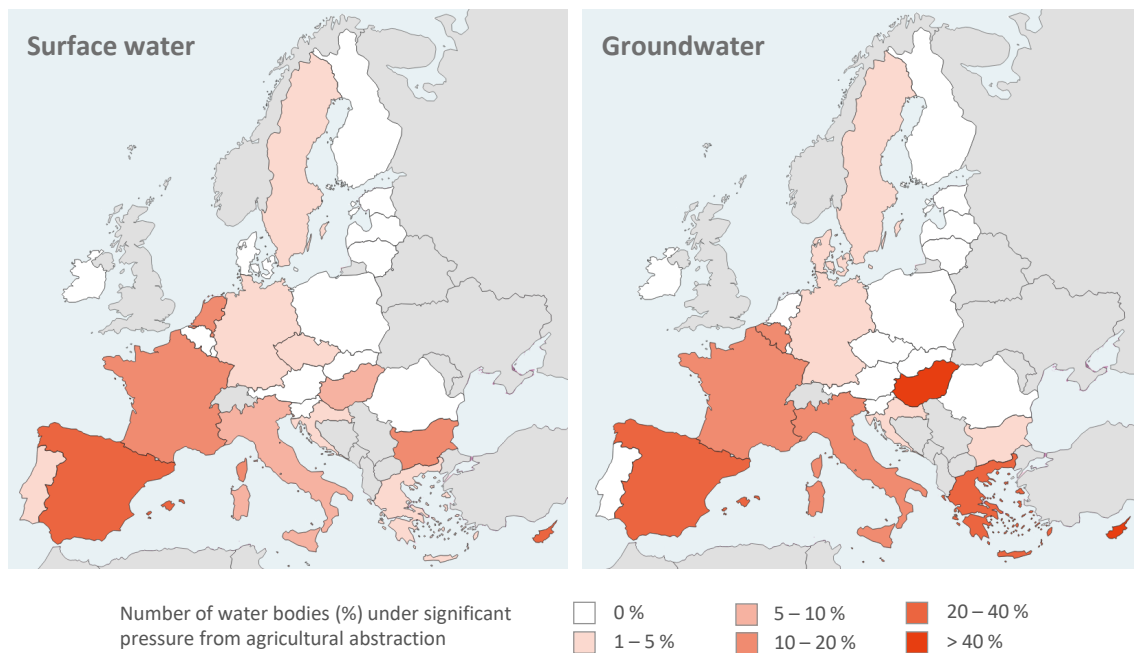 Surface water
Groundwater
Number of water bodies (%) under significant
pressure from agricultural abstraction
0 %
1 – 5 %
5 – 10 %
10 – 20 %
20 – 40 %
> 40 %